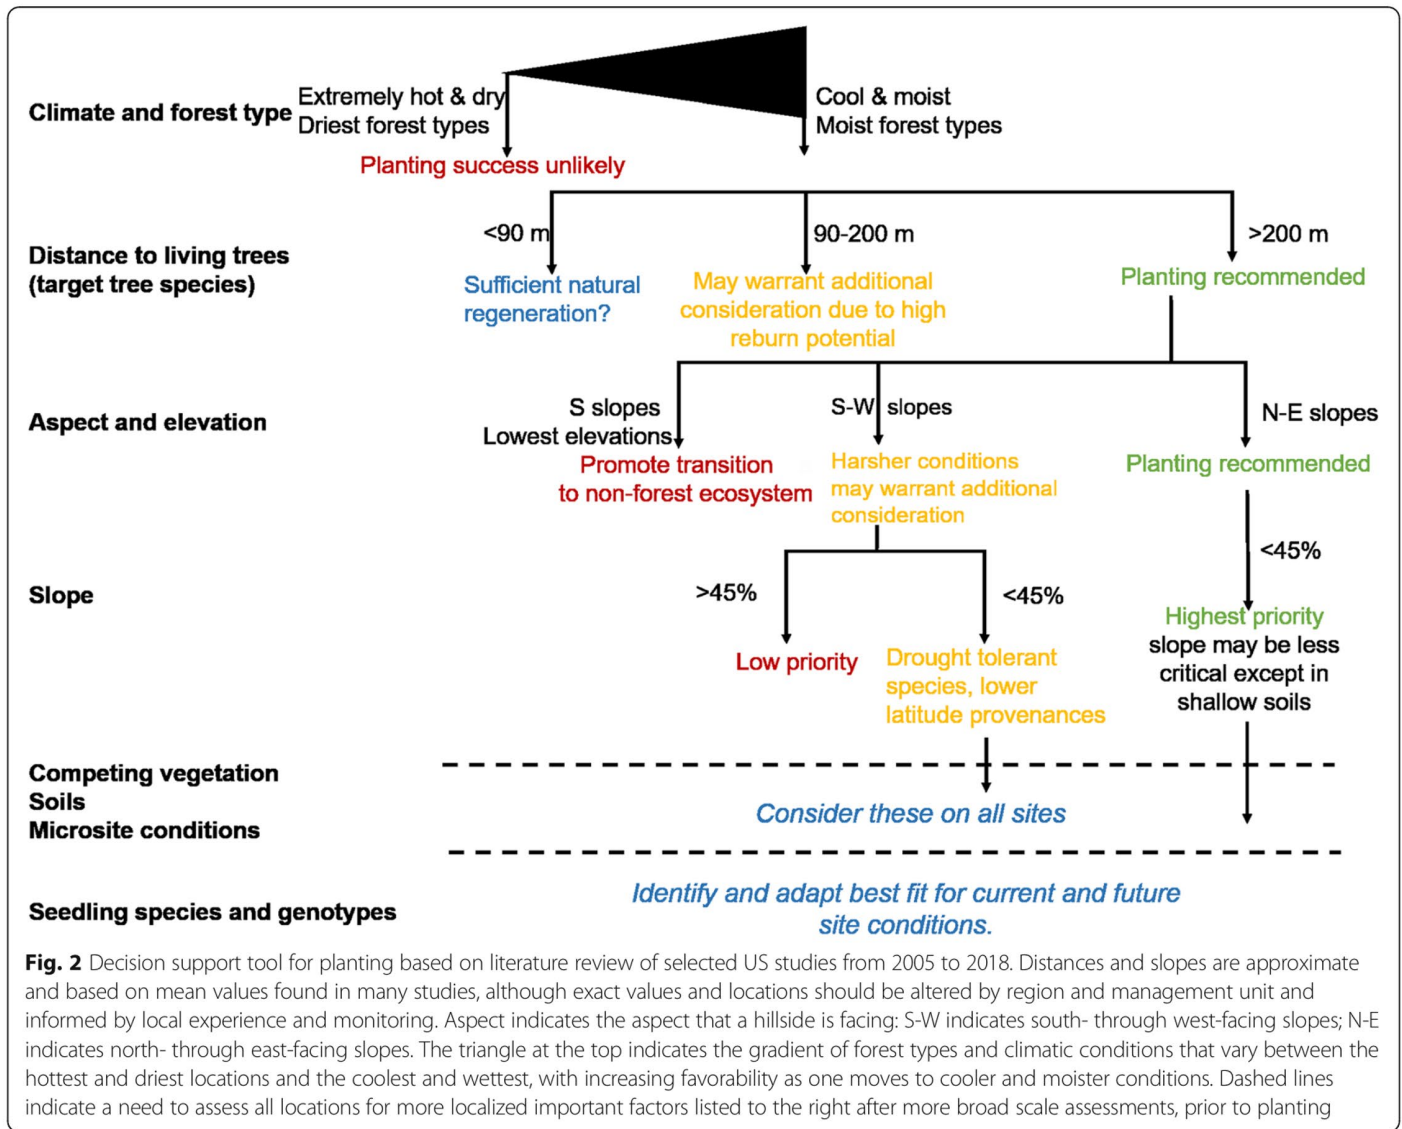 Climate and forest type
Extremely hot & dry
Driest forest types
Cool & moist
Moist forest types
Planting success unlikely
Distance to living trees
(target tree species)
<90 m
90-200 m
>200 m
Sufficient natural
regeneration?
May warrant additional
consideration due to high
reburn potential
Planting recommended
Aspect and elevation
S slopes
Lowest elevations
S-W slopes
N-E slopes
Promote transition
to non-forest ecosystem
Harsher conditions
may warrant additional
consideration
Planting recommended
Slope
>45%
<45%
<45%
Low priority
Drought tolerant
species, lower
latitude provenances
Highest priority
slope may be less
critical except in
shallow soils
Competing vegetation
Soils
Microsite conditions
Consider these on all sites
Seedling species and genotypes
Identify and adapt best fit for current and future
site conditions.
Fig. 2 Decision support tool for planting based on literature review of selected US studies from 2005 to 2018. Distances and slopes are approximate
and based on mean values found in many studies, although exact values and locations should be altered by region and management unit and
informed by local experience and monitoring. Aspect indicates the aspect that a hillside is facing: S-W indicates south- through west-facing slopes; N-E
indicates north- through east-facing slopes. The triangle at the top indicates the gradient of forest types and climatic conditions that vary between the
hottest and driest locations and the coolest and wettest, with increasing favorability as one moves to cooler and moister conditions. Dashed lines
indicate a need to assess all locations for more localized important factors listed to the right after more broad scale assessments, prior to planting